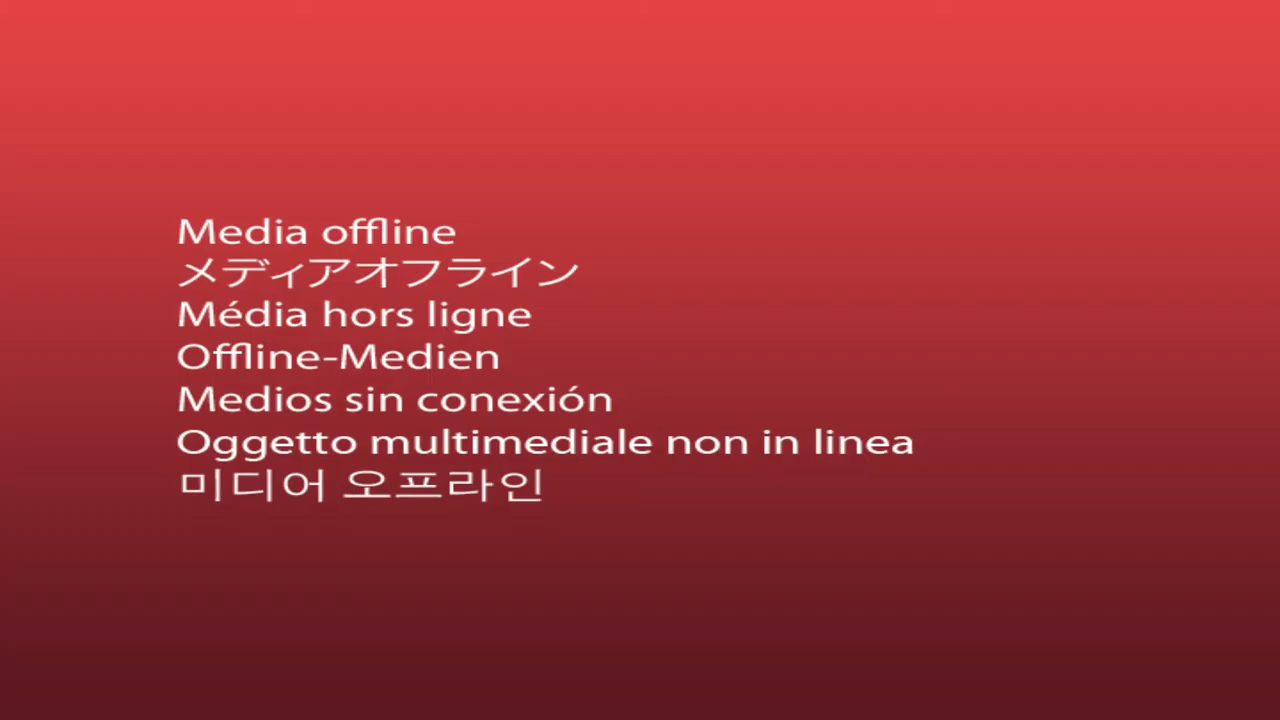 Media offline
メディアオフライン
Média hors ligne
Offline-Medien
Medios sin conexión
Oggetto multimediale non in linea
미디어 오프라인